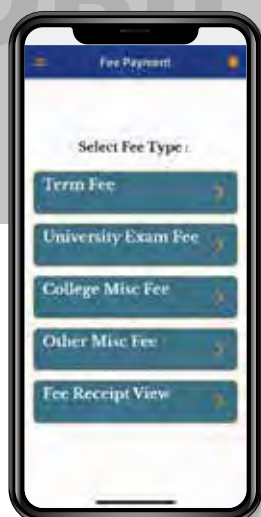 Fee Payment
Select Fee Type :
Term Fee
University Exam Fee
College Misc Fee
Other Misc Fee
Fee Receipt View